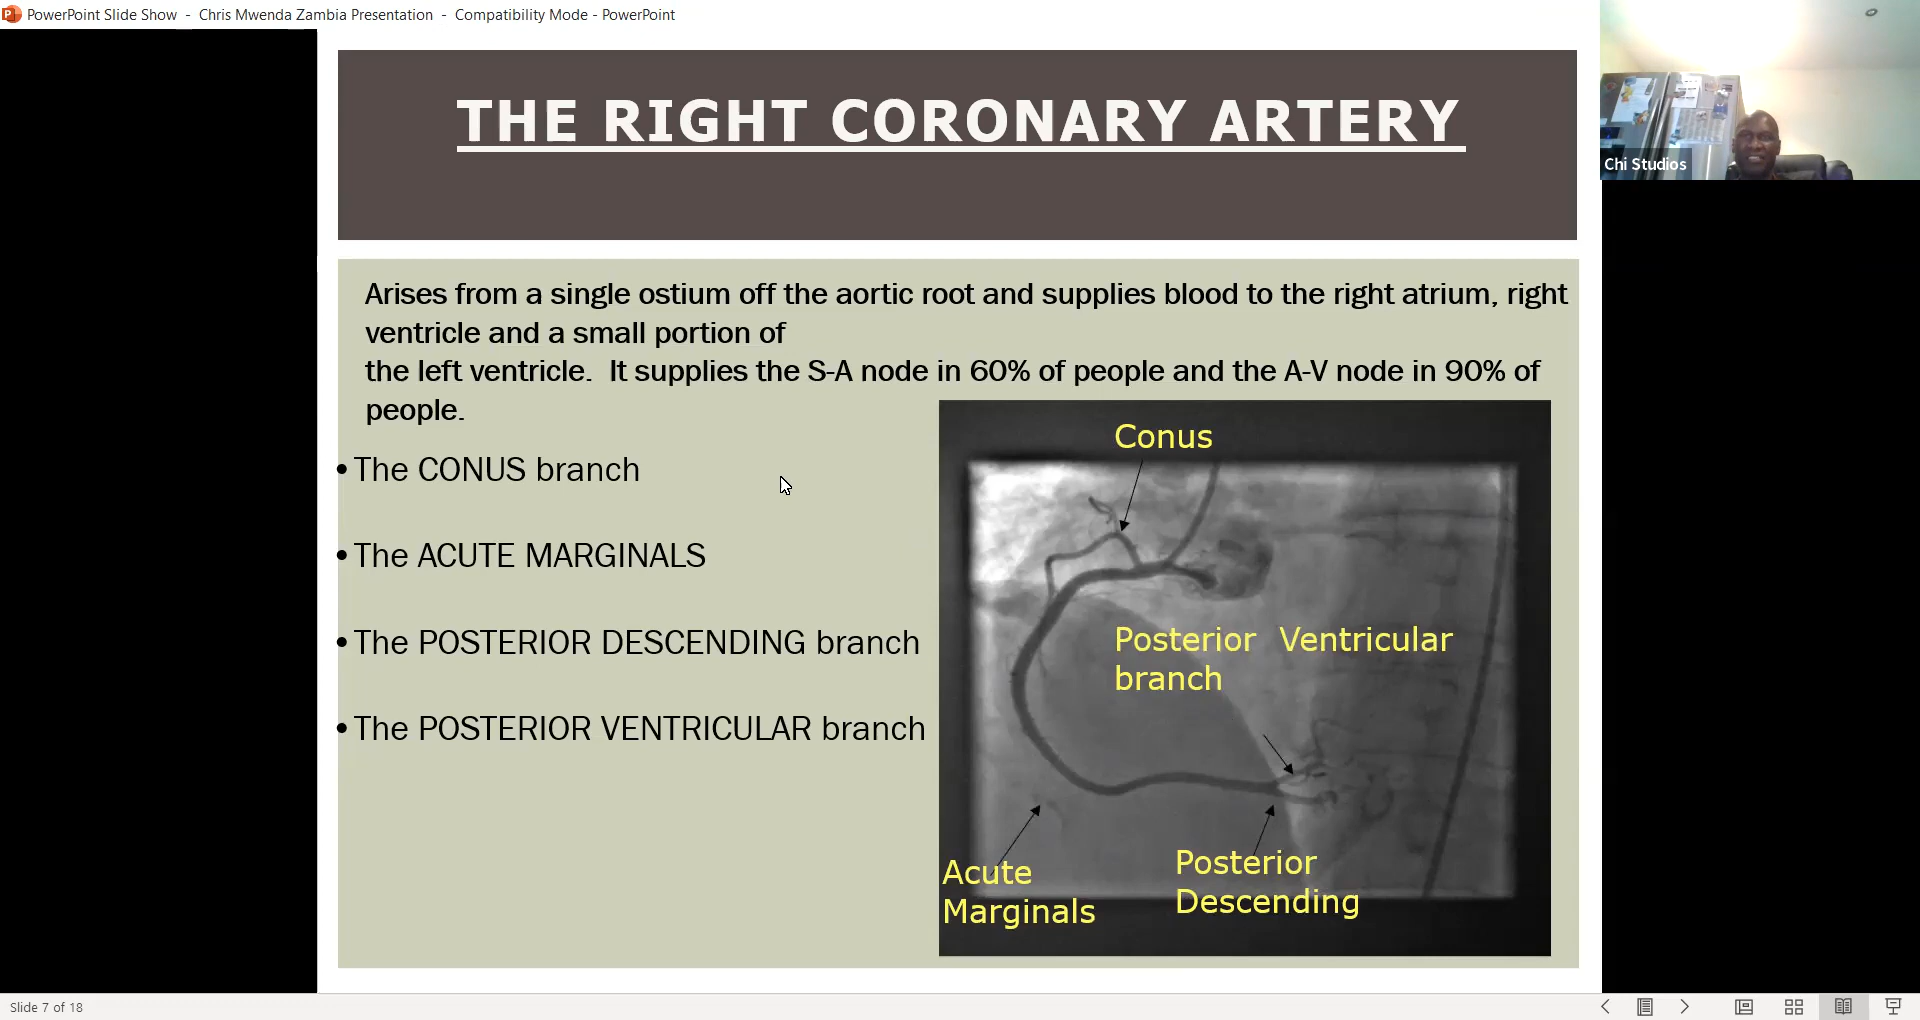 PowerPoint Slide Show - Chris Mwenda Zambia Presentation - Compatibility Mode - PowerPoint
Chi Studios
THE RIGHT CORONARY ARTERY
Arises from a single ostium off the aortic root and supplies blood to the right atrium, right
ventricle and a small portion of
the left ventricle. It supplies the S-A node in 60% of people and the A-V node in 90% of
people.
• The CONUS branch
• The ACUTE MARGINALS
• The POSTERIOR DESCENDING branch
• The POSTERIOR VENTRICULAR branch
Conus
Posterior Ventricular
branch
Acute
Marginals
Posterior
Descending
Slide 7 of 18